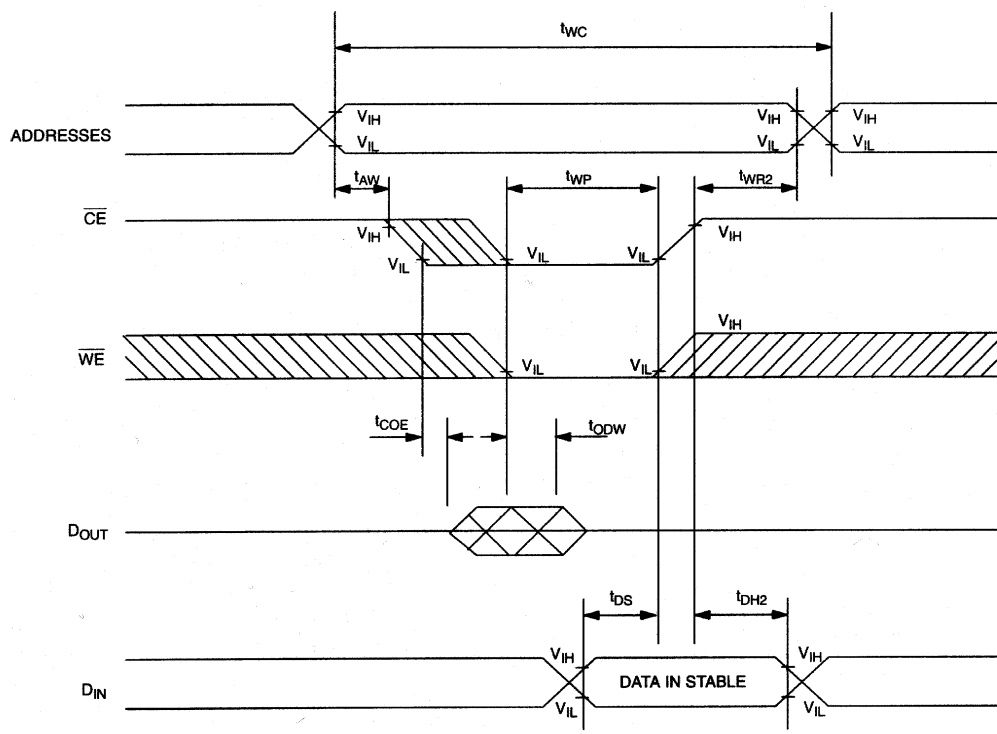 tWC
ADDRESSES
VIH VIH VIH
VIL VIL VIL
tAW tWP tWR2
CE
VIH VIH
VIL VIL VIL
VIH
WE
VIL VIL
tCOE tODW
DOUT
tDS tDH2
VIH VIH
DIN DATA IN STABLE
VIL VIL